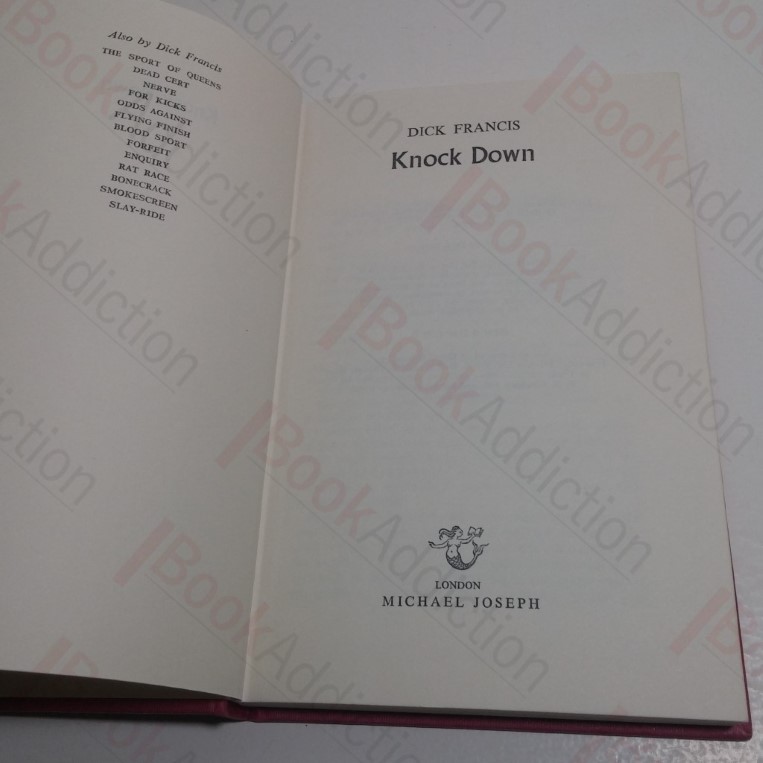 Also by Dick Francis
THE SPORT OF QUEENS
DEAD CERT
NERVE
FOR KICKS
ODDS AGAINST
FLYING FINISH
BLOOD SPORT
FORFEIT
ENQUIRY
RAT RACE
BONECRACK
SMOKESCREEN
SLAY-RIDE
DICK FRANCIS
Knock Down
LONDON
MICHAEL JOSEPH
BookAddiction